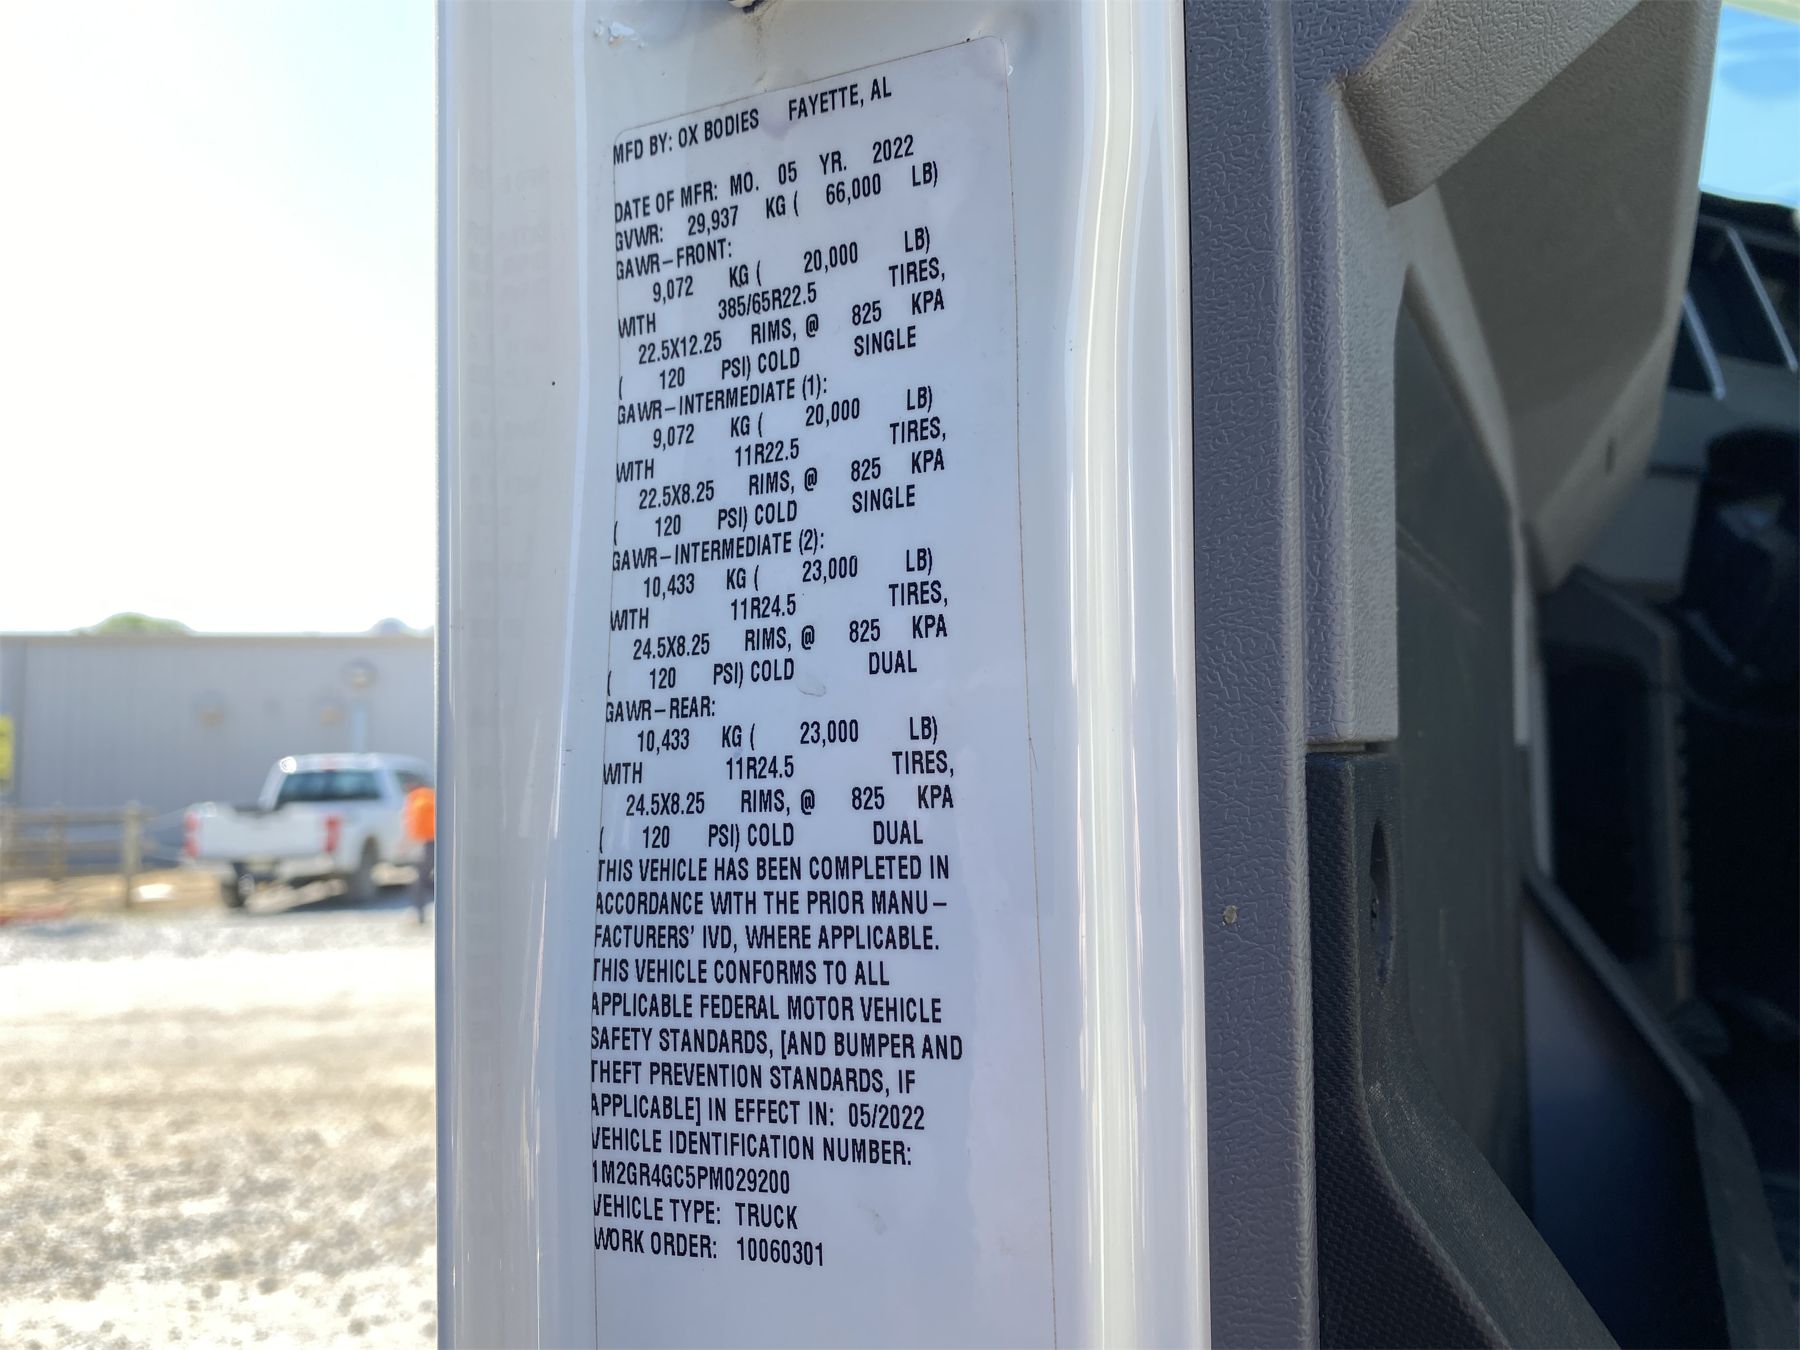 MFD BY: OX BODIES FAYETTE, AL
DATE OF MFR: MO. 05 YR. 2022
GVWR: 29,937 KG ( 66,000 LB)
GAWR-FRONT:
9,072 KG ( 20,000 LB)
WITH 385/65R22.5 TIRES,
22.5X12.25 RIMS, @ 825 KPA
( 120 PSI) COLD SINGLE
GAWR-INTERMEDIATE (1):
9,072 KG ( 20,000 LB)
WITH 11R22.5 TIRES,
22.5X8.25 RIMS, @ 825 KPA
( 120 PSI) COLD SINGLE
GAWR-INTERMEDIATE (2):
10,433 KG ( 23,000 LB)
WITH 11R24.5 TIRES,
24.5X8.25 RIMS, @ 825 KPA
( 120 PSI) COLD DUAL
GAWR-REAR:
10,433 KG ( 23,000 LB)
WITH 11R24.5 TIRES,
24.5X8.25 RIMS, @ 825 KPA
( 120 PSI) COLD DUAL
THIS VEHICLE HAS BEEN COMPLETED IN
ACCORDANCE WITH THE PRIOR MANU-
FACTURERS' IVD, WHERE APPLICABLE.
THIS VEHICLE CONFORMS TO ALL
APPLICABLE FEDERAL MOTOR VEHICLE
SAFETY STANDARDS, [AND BUMPER AND
THEFT PREVENTION STANDARDS, IF
APPLICABLE] IN EFFECT IN: 05/2022
VEHICLE IDENTIFICATION NUMBER:
1M2GR4GC5PM029200
VEHICLE TYPE: TRUCK
WORK ORDER: 10060301